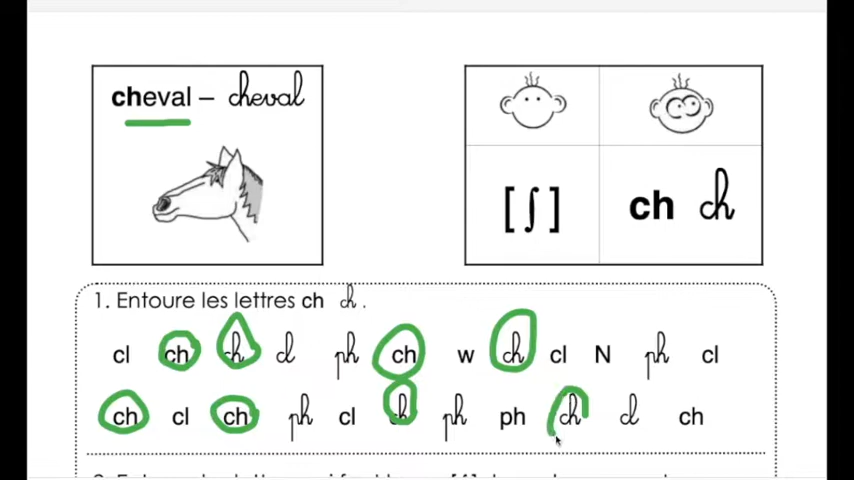 cheval – cheval
[ʃ] ch ch
1. Entoure les lettres ch ch .
cl ch ch cl ph ch w ch cl N ph cl
ch cl ch ph cl ch ph ph ch cl ch